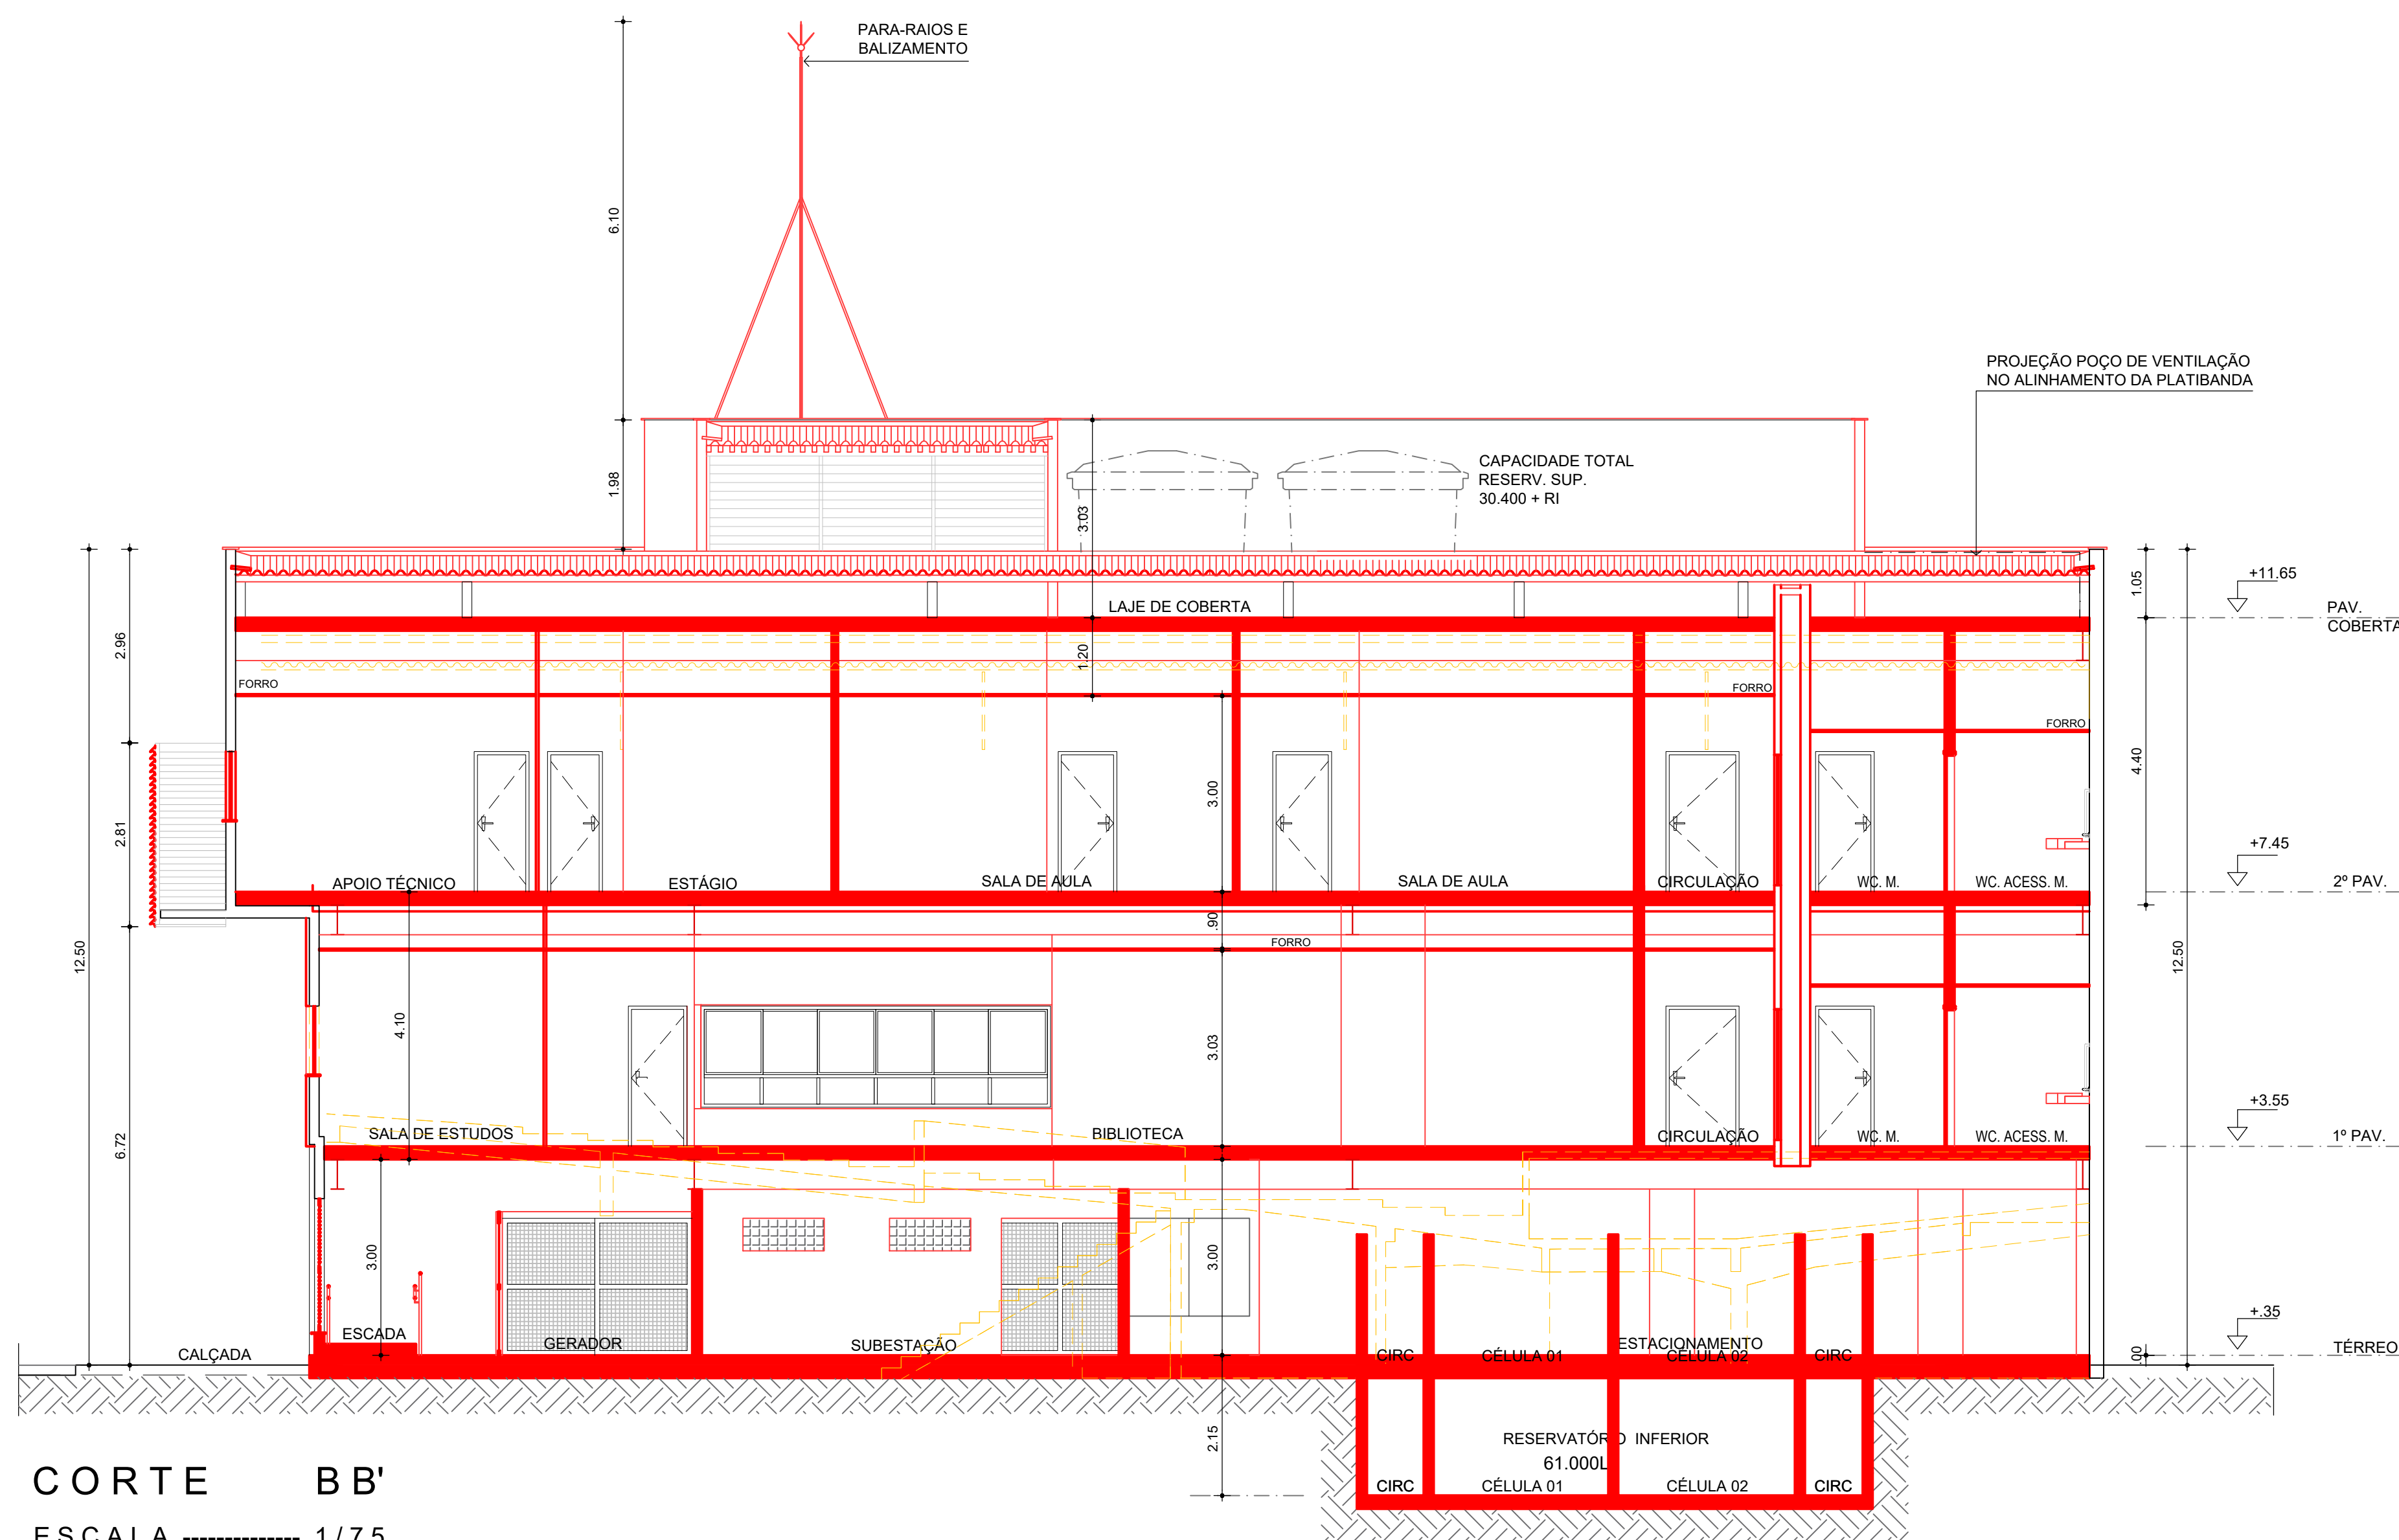 PARA-RAIOS E
BALIZAMENTO
6.10
PROJEÇÃO POÇO DE VENTILAÇÃO
NO ALINHAMENTO DA PLATIBANDA
1.98
3.03
CAPACIDADE TOTAL
RESERV. SUP.
30.400 + RI
1.05
+11.65
PAV.
COBERTA
LAJE DE COBERTA
2.96
1.20
FORRO
FORRO
FORRO
4.40
3.00
2.81
+7.45
2º PAV.
APOIO TÉCNICO
ESTÁGIO
SALA DE AULA
SALA DE AULA
CIRCULAÇÃO
WC. M.
WC. ACESS. M.
.90
FORRO
12.50
12.50
4.10
3.03
+3.55
1º PAV.
6.72
SALA DE ESTUDOS
BIBLIOTECA
CIRCULAÇÃO
WC. M.
WC. ACESS. M.
3.00
3.00
+.35
TÉRREO
CALÇADA
ESCADA
GERADOR
SUBESTAÇÃO
ESTACIONAMENTO
CIRC
CÉLULA 01
CÉLULA 02
CIRC
2.15
RESERVATÓRIO INFERIOR
61.000L
CIRC
CÉLULA 01
CÉLULA 02
CIRC
CORTE BB'
ESCALA -------------- 1/75